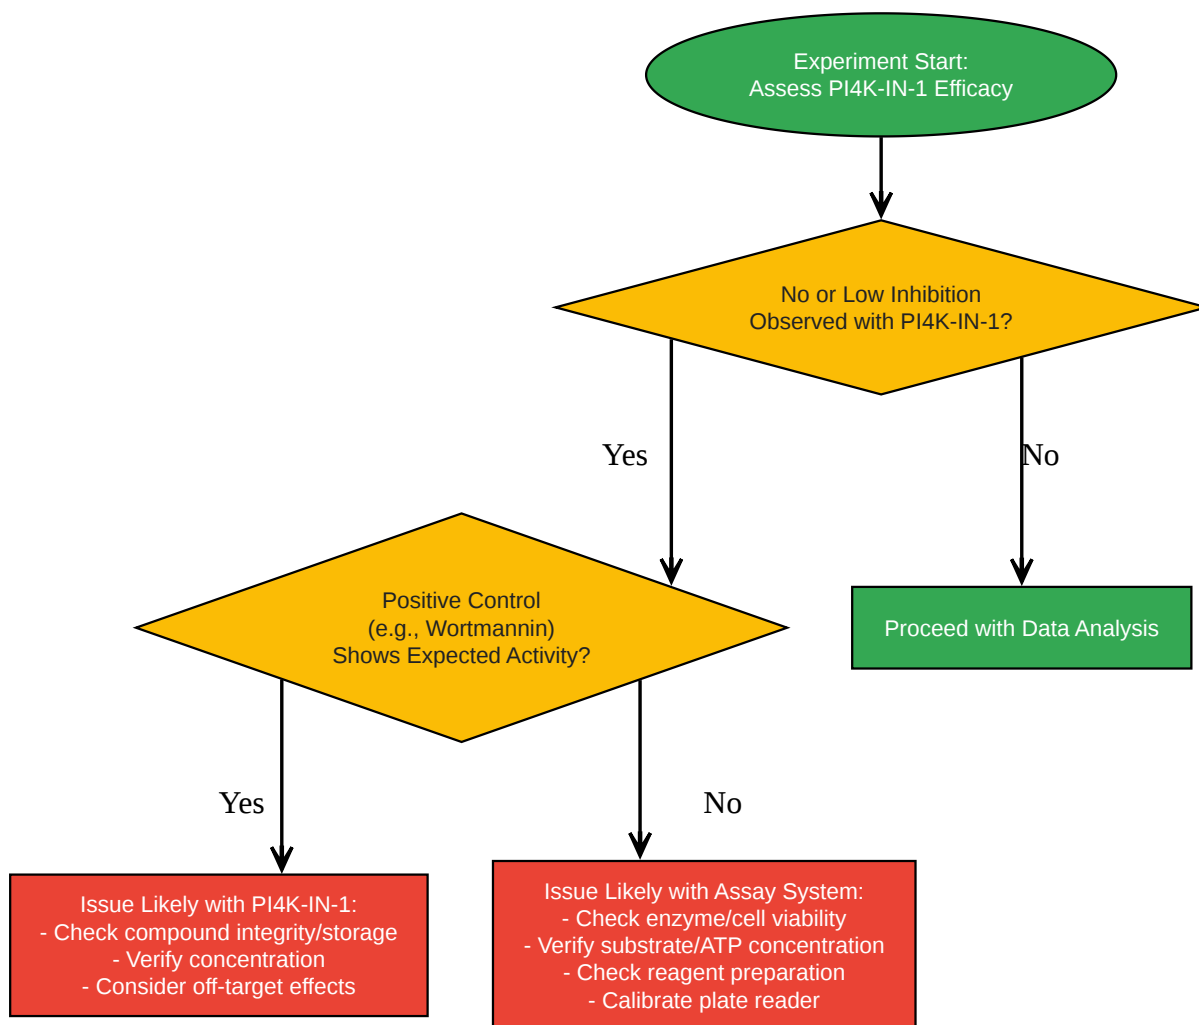 Experiment Start:
Assess PI4K-IN-1 Efficacy
No or Low Inhibition
Observed with PI4K-IN-1?
Yes
No
Positive Control
(e.g., Wortmannin)
Shows Expected Activity?
Proceed with Data Analysis
Yes
No
Issue Likely with PI4K-IN-1:
- Check compound integrity/storage
- Verify concentration
- Consider off-target effects
Issue Likely with Assay System:
- Check enzyme/cell viability
- Verify substrate/ATP concentration
- Check reagent preparation
- Calibrate plate reader